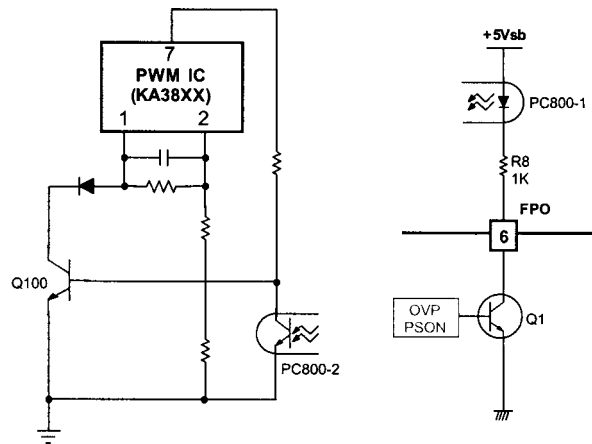 7
PWM IC
(KA38XX)
1 2
Q100
PC800-2
+5Vsb
PC800-1
R8
1K
FPO
6
OVP
PSON
Q1